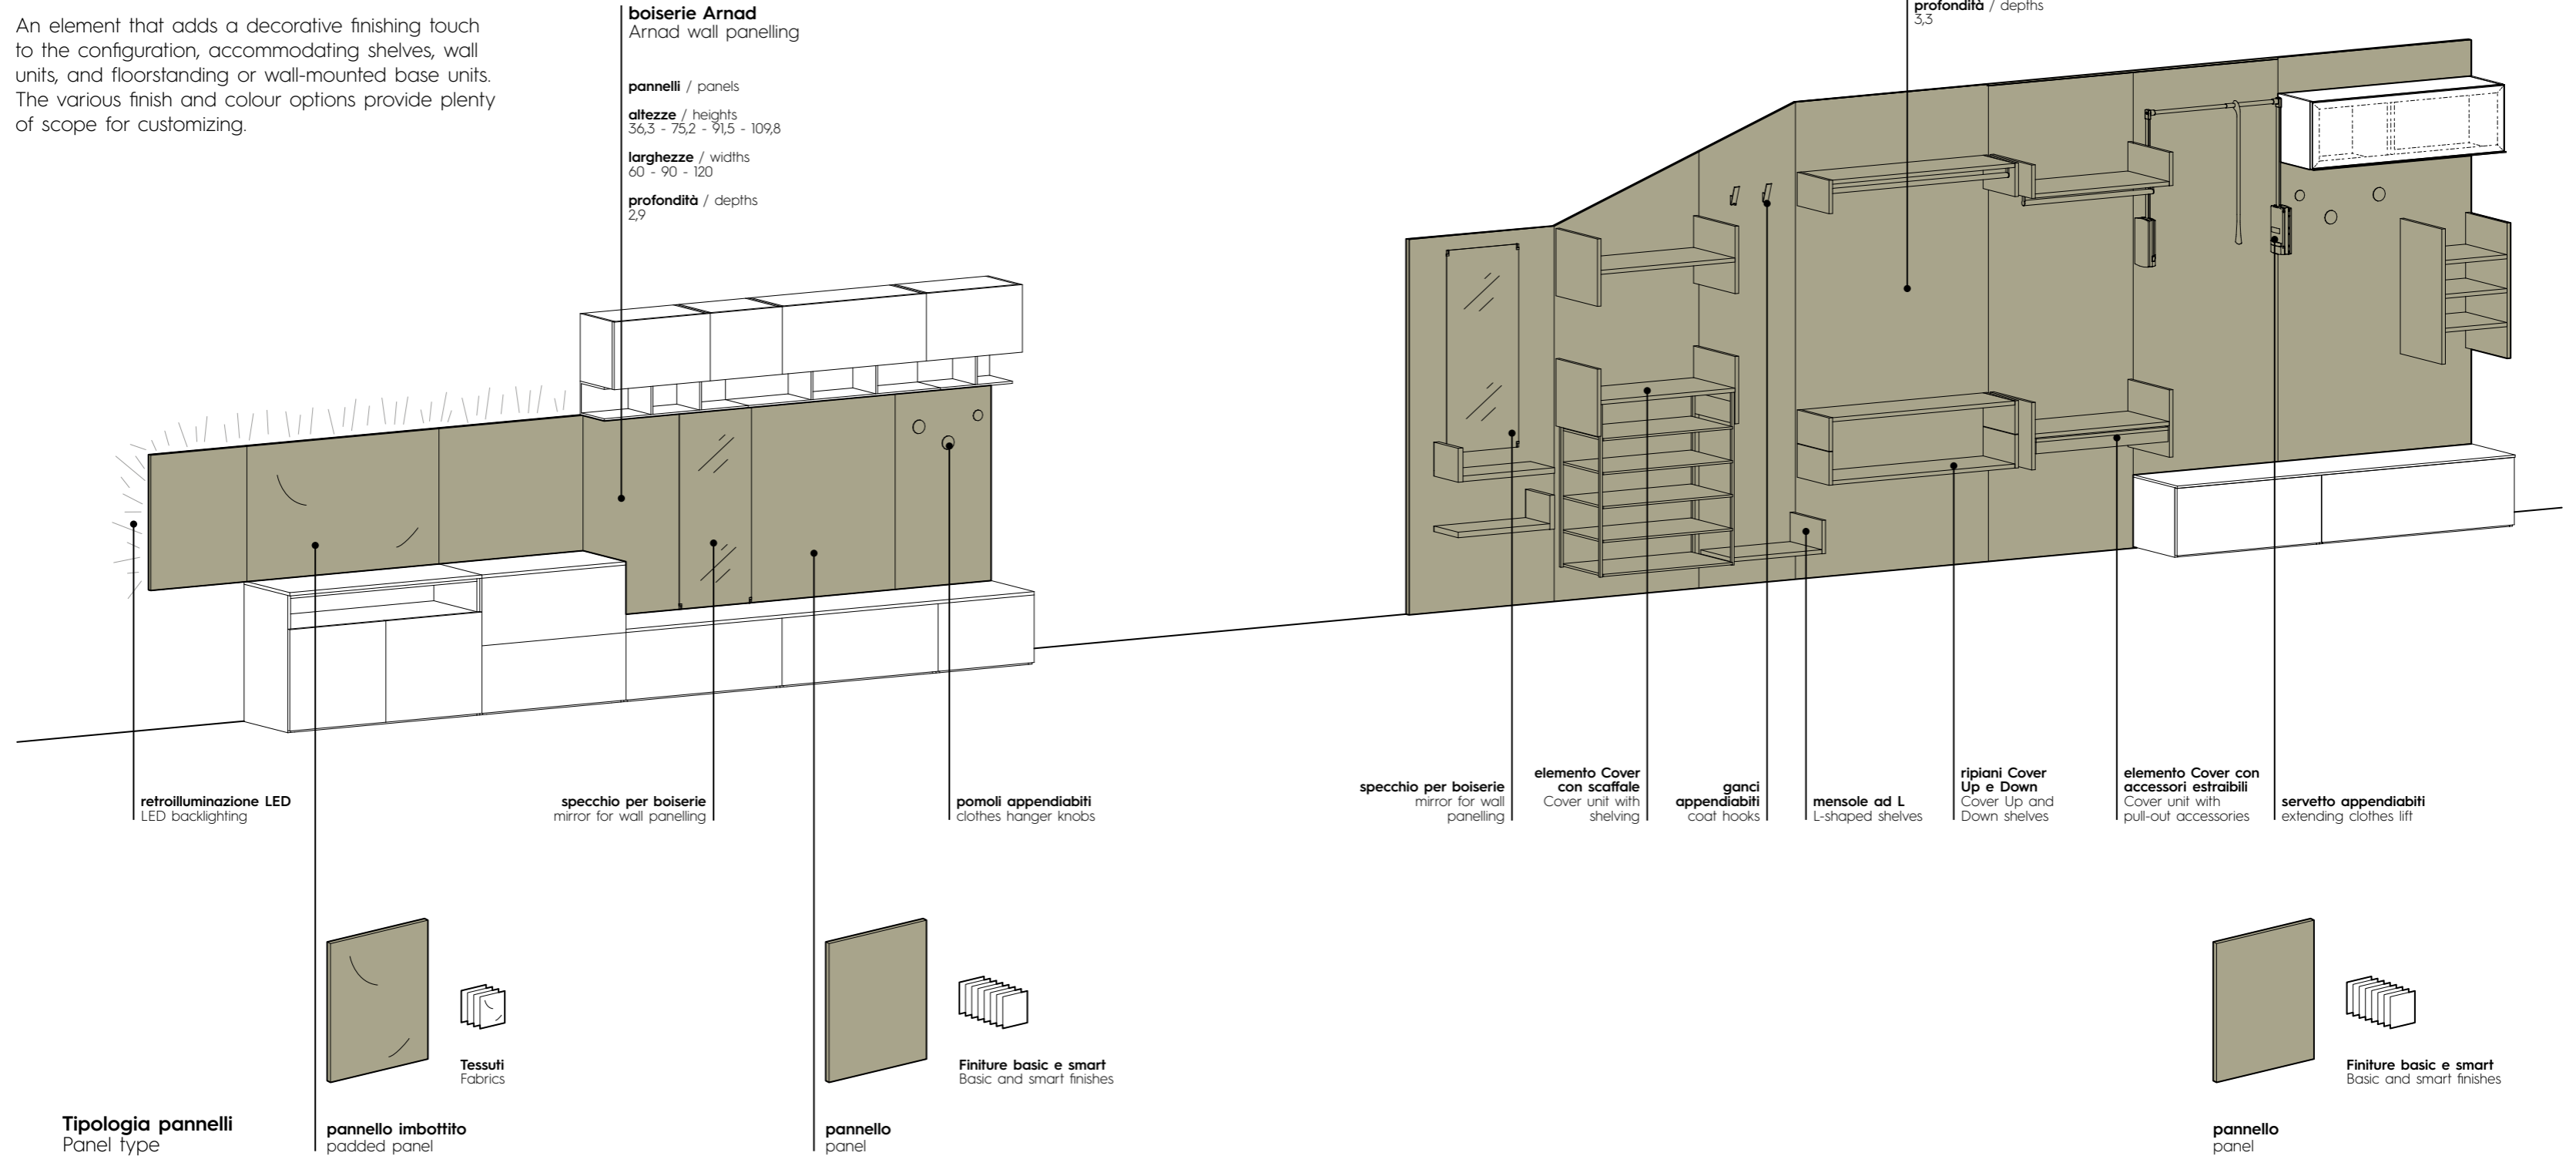 An element that adds a decorative finishing touch
to the configuration, accommodating shelves, wall
units, and floorstanding or wall-mounted base units.
The various finish and colour options provide plenty
of scope for customizing.
boiserie Arnad
Arnad wall panelling
pannelli / panels
altezze / heights
36,3 - 75,2 - 91,5 - 109,8
larghezze / widths
60 - 90 - 120
profondità / depths
2,9
profondità / depths
3,3
retroilluminazione LED
LED backlighting
specchio per boiserie
mirror for wall panelling
pomoli appendiabiti
clothes hanger knobs
specchio per boiserie
mirror for wall
panelling
elemento Cover
con scaffale
Cover unit with
shelving
ganci
appendiabiti
coat hooks
mensole ad L
L-shaped shelves
ripiani Cover
Up e Down
Cover Up and
Down shelves
elemento Cover con
accessori estraibili
Cover unit with
pull-out accessories
servetto appendiabiti
extending clothes lift
Tessuti
Fabrics
Finiture basic e smart
Basic and smart finishes
Finiture basic e smart
Basic and smart finishes
Tipologia pannelli
Panel type
pannello imbottito
padded panel
pannello
panel
pannello
panel